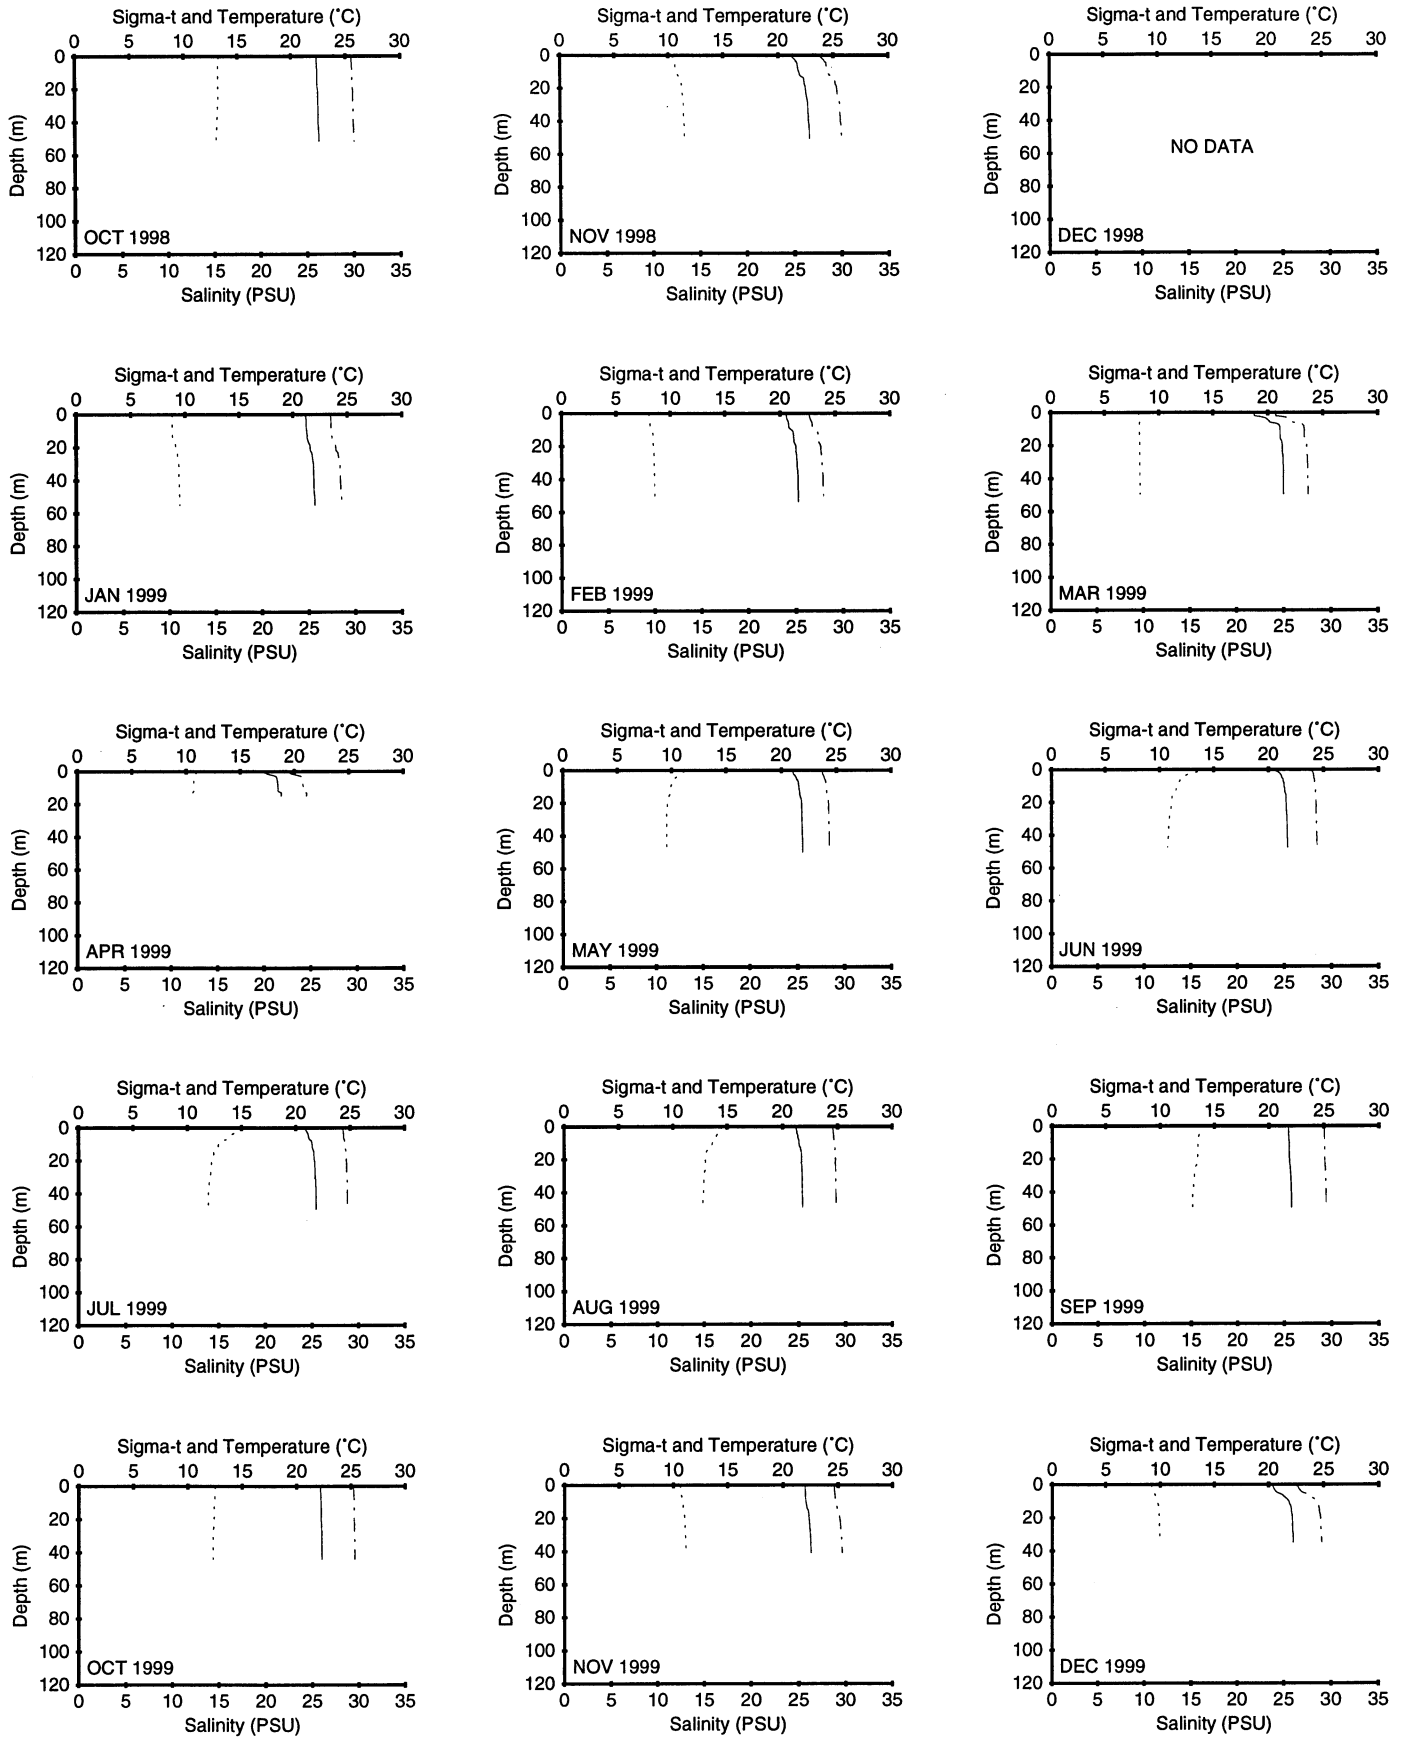 Sigma-t and Temperature (˚C) Sigma-t and Temperature (˚C) Sigma-t and Temperature (˚C)
0 5 10 15 20 25 30 0 5 10 15 20 25 30 0 5 10 15 20 25 30
0 0 0
20 20 20
40 40 40
Depth (m) Depth (m) Depth (m)
60 60 60 NO DATA
80 80 80
100 100 100
OCT 1998 NOV 1998 DEC 1998
120 120 120
0 5 10 15 20 25 30 35 0 5 10 15 20 25 30 35 0 5 10 15 20 25 30 35
Salinity (PSU) Salinity (PSU) Salinity (PSU)
Sigma-t and Temperature (˚C) Sigma-t and Temperature (˚C) Sigma-t and Temperature (˚C)
0 5 10 15 20 25 30 0 5 10 15 20 25 30 0 5 10 15 20 25 30
0 0 0
20 20 20
40 40 40
Depth (m) Depth (m) Depth (m)
60 60 60
80 80 80
100 100 100
JAN 1999 FEB 1999 MAR 1999
120 120 120
0 5 10 15 20 25 30 35 0 5 10 15 20 25 30 35 0 5 10 15 20 25 30 35
Salinity (PSU) Salinity (PSU) Salinity (PSU)
Sigma-t and Temperature (˚C) Sigma-t and Temperature (˚C) Sigma-t and Temperature (˚C)
0 5 10 15 20 25 30 0 5 10 15 20 25 30 0 5 10 15 20 25 30
0 0 0
20 20 20
40 40 40
Depth (m) Depth (m) Depth (m)
60 60 60
80 80 80
100 100 100
APR 1999 MAY 1999 JUN 1999
120 120 120
0 5 10 15 20 25 30 35 0 5 10 15 20 25 30 35 0 5 10 15 20 25 30 35
Salinity (PSU) Salinity (PSU) Salinity (PSU)
Sigma-t and Temperature (˚C) Sigma-t and Temperature (˚C) Sigma-t and Temperature (˚C)
0 5 10 15 20 25 30 0 5 10 15 20 25 30 0 5 10 15 20 25 30
0 0 0
20 20 20
40 40 40
Depth (m) Depth (m) Depth (m)
60 60 60
80 80 80
100 100 100
JUL 1999 AUG 1999 SEP 1999
120 120 120
0 5 10 15 20 25 30 35 0 5 10 15 20 25 30 35 0 5 10 15 20 25 30 35
Salinity (PSU) Salinity (PSU) Salinity (PSU)
Sigma-t and Temperature (˚C) Sigma-t and Temperature (˚C) Sigma-t and Temperature (˚C)
0 5 10 15 20 25 30 0 5 10 15 20 25 30 0 5 10 15 20 25 30
0 0 0
20 20 20
40 40 40
Depth (m) Depth (m) Depth (m)
60 60 60
80 80 80
100 100 100
OCT 1999 NOV 1999 DEC 1999
120 120 120
0 5 10 15 20 25 30 35 0 5 10 15 20 25 30 35 0 5 10 15 20 25 30 35
Salinity (PSU) Salinity (PSU) Salinity (PSU)